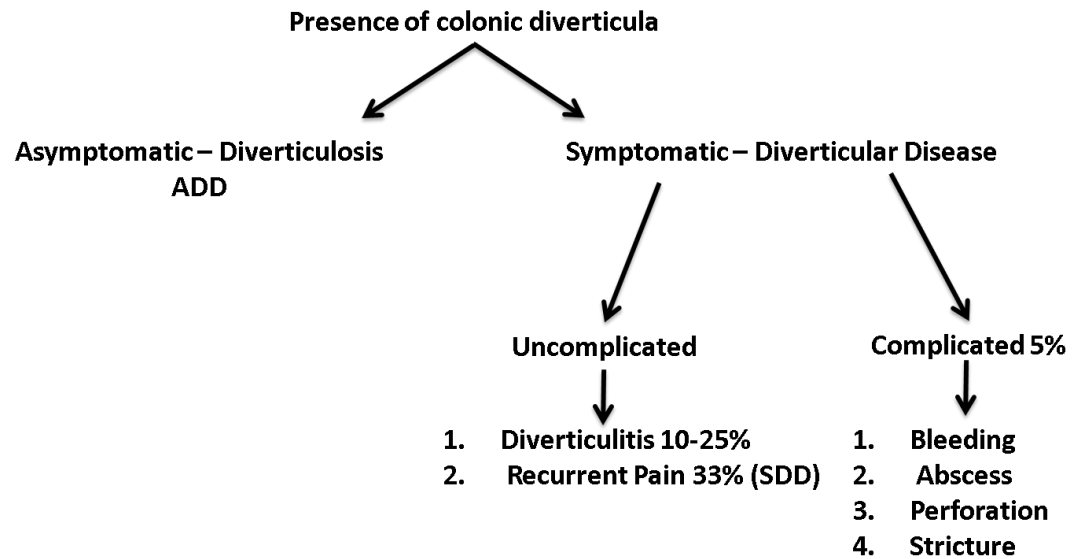 Presence of colonic diverticula
Asymptomatic – Diverticulosis
ADD
Symptomatic – Diverticular Disease
Uncomplicated
1. Diverticulitis 10-25%
2. Recurrent Pain 33% (SDD)
Complicated 5%
1. Bleeding
2. Abscess
3. Perforation
4. Stricture